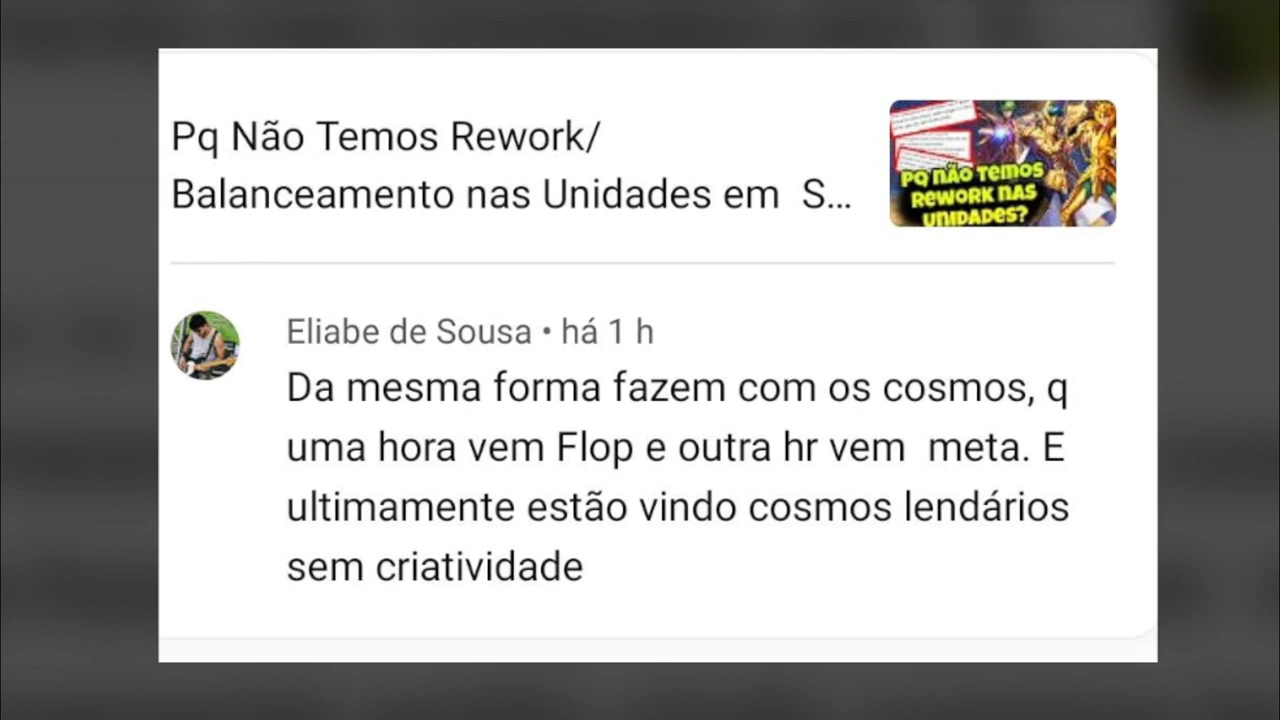 Pq Não Temos Rework/
Balanceamento nas Unidades em S...
PQ NÃO TEMOS
REWORK NAS
UNIDADES?
Eliabe de Sousa • há 1 h
Da mesma forma fazem com os cosmos, q
uma hora vem Flop e outra hr vem meta. E
ultimamente estão vindo cosmos lendários
sem criatividade